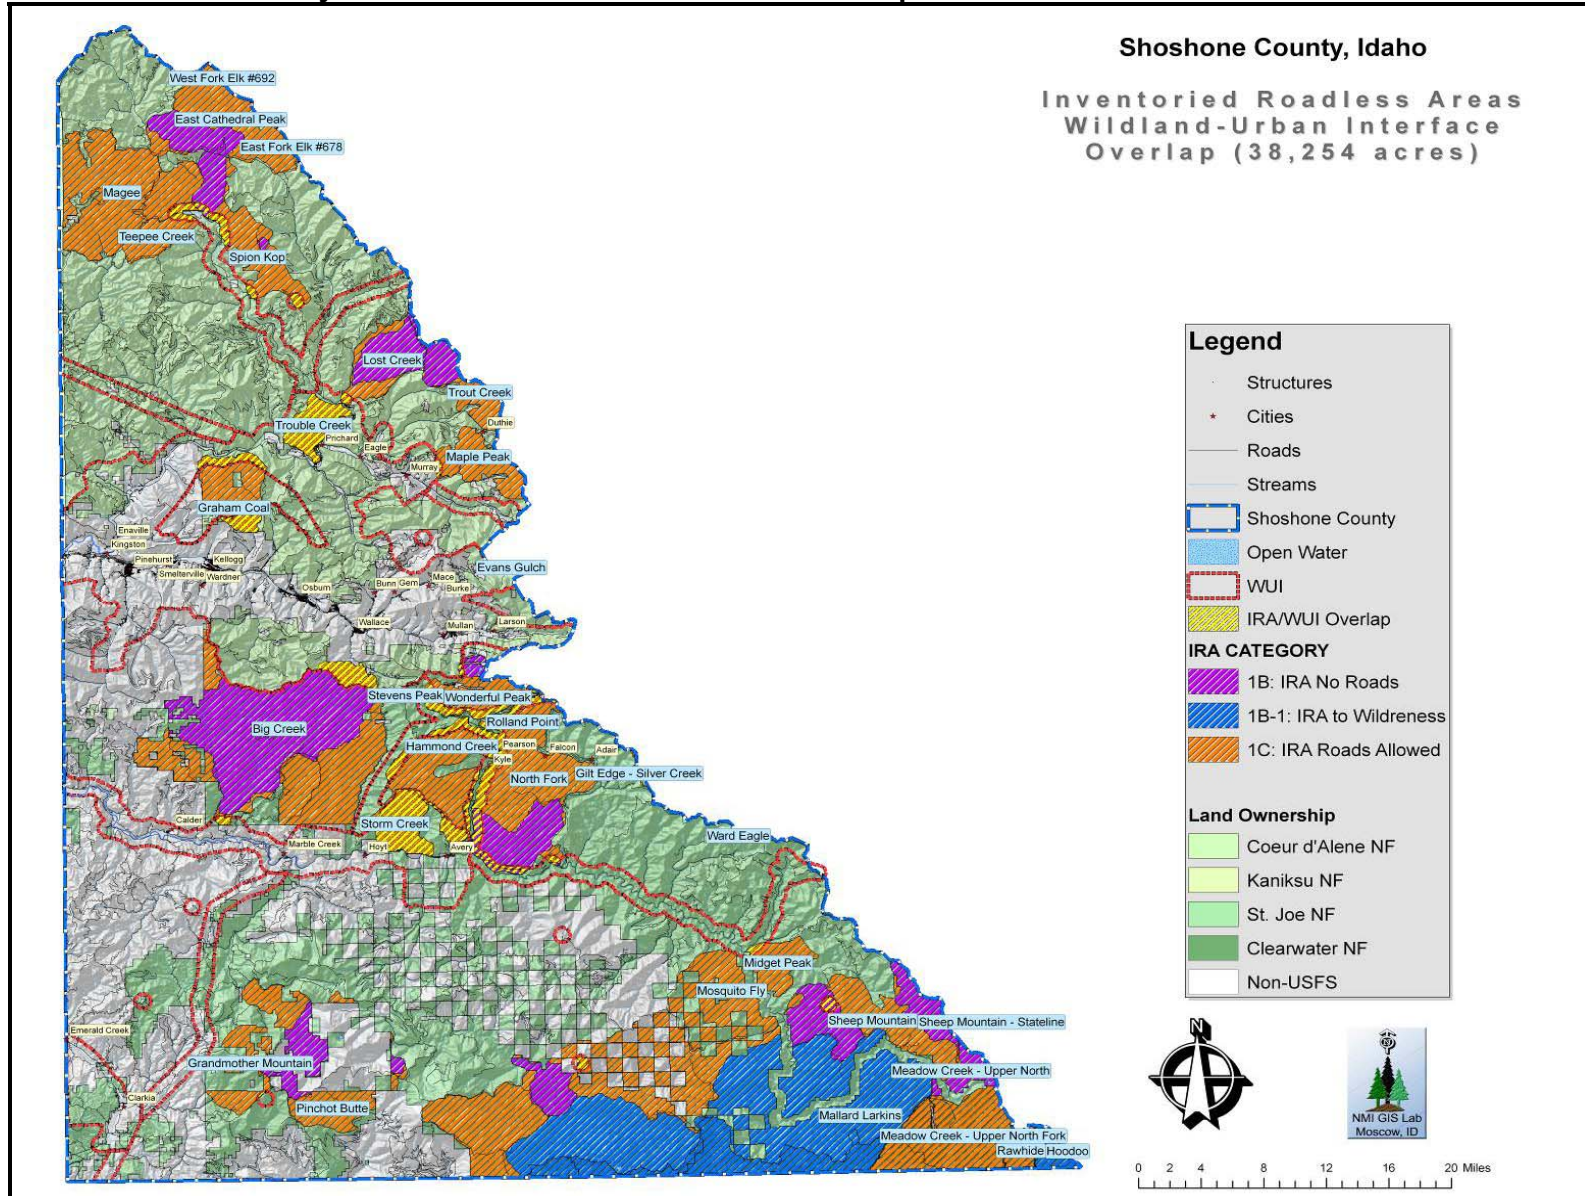 Shoshone County, Idaho
Inventoried Roadless Areas
Wildland-Urban Interface
Overlap (38,254 acres)
West Fork Elk #692
East Cathedral Peak
East Fork Elk #678
Magee
Teepee Creek
Spion Kop
Lost Creek
Trout Creek
Trouble Creek
Duthie
Prichard
Eagle
Maple Peak
Murray
Graham Coal
Enaville
Kingston
Pinehurst
Kellogg
Smelterville
Wardner
Evans Gulch
Osburn
Bunn
Gem
Mace
Burke
Wallace
Mullan
Larson
Stevens Peak
Wonderful Peak
Big Creek
Rolland Point
Hammond Creek
Pearson
Falcon
Adair
Kyle
North Fork
Gilt Edge - Silver Creek
Calder
Storm Creek
Ward Eagle
Marble Creek
Hoyt
Avery
Midget Peak
Mosquito Fly
Sheep Mountain
Sheep Mountain - Stateline
Emerald Creek
Grandmother Mountain
Meadow Creek - Upper North
Clarkia
Pinchot Butte
Mallard Larkins
Meadow Creek - Upper North Fork
Rawhide
Hoodoo
Legend
Structures
Cities
Roads
Streams
Shoshone County
Open Water
WUI
IRA/WUI Overlap
IRA CATEGORY
1B: IRA No Roads
1B-1: IRA to Wildreness
1C: IRA Roads Allowed
Land Ownership
Coeur d'Alene NF
Kaniksu NF
St. Joe NF
Clearwater NF
Non-USFS
N
NMI GIS Lab
Moscow, ID
0 2 4 8 12 16 20 Miles